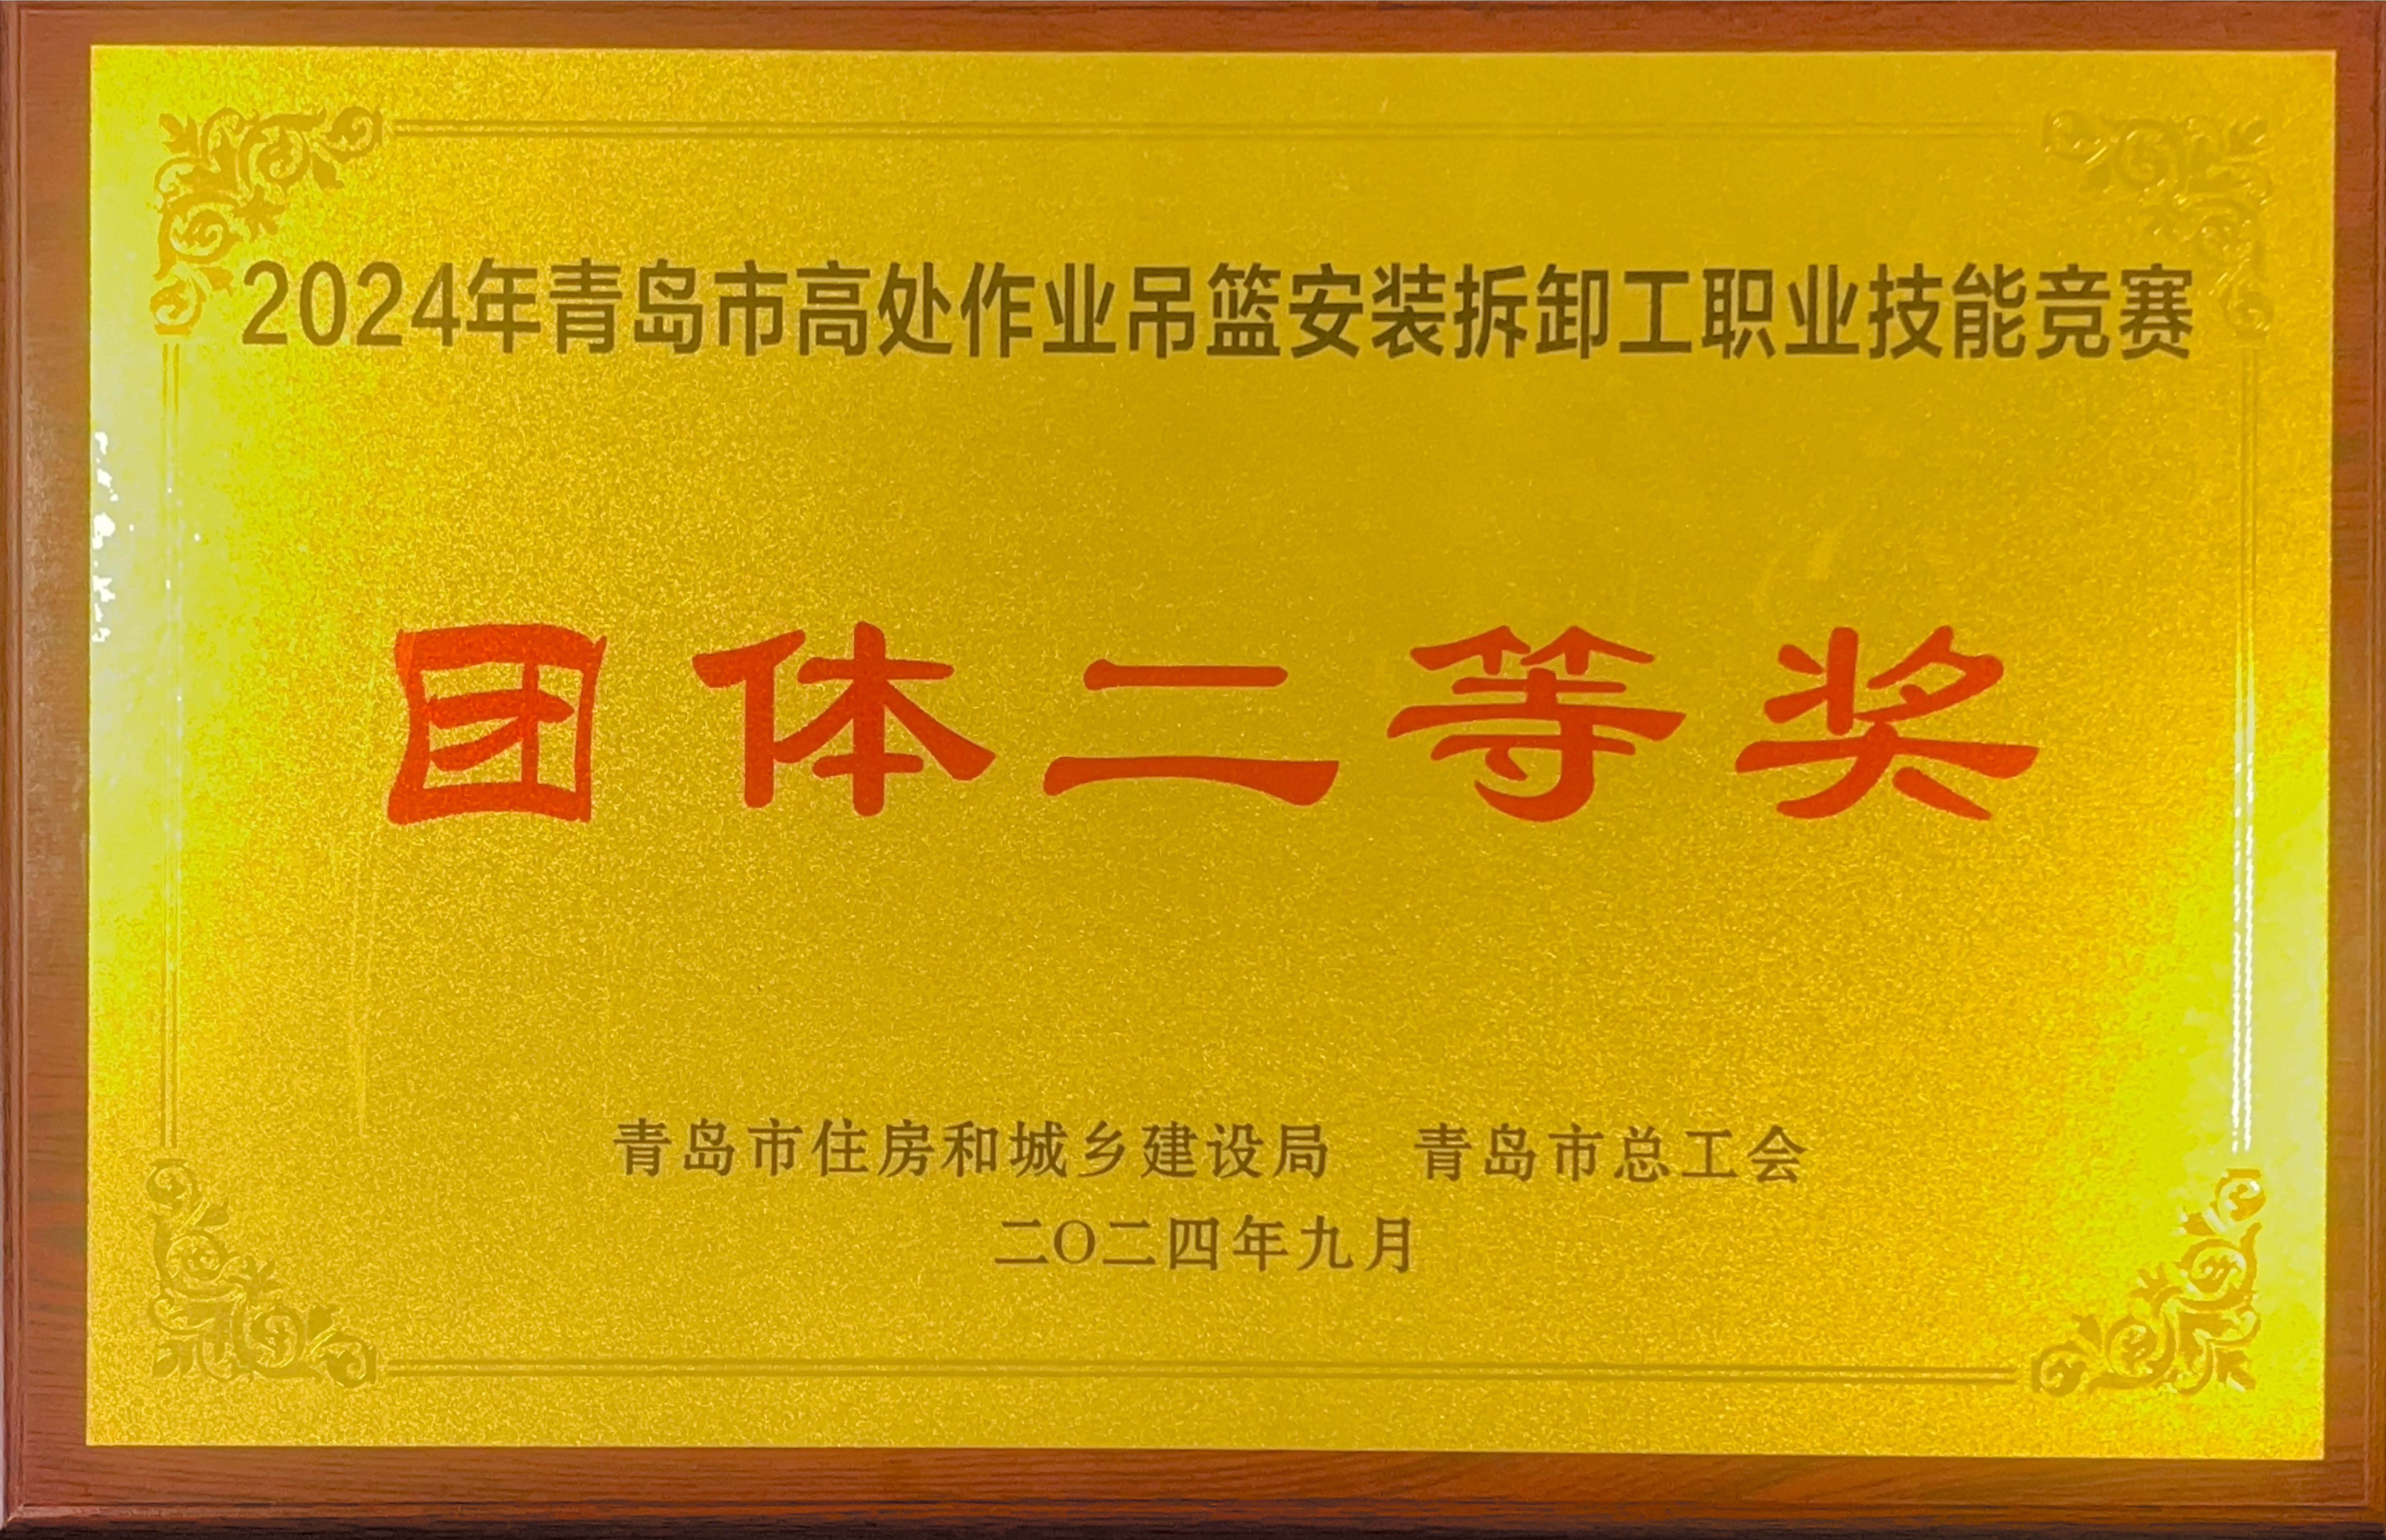 2024年青岛市高处作业吊篮安装拆卸工职业技能竞赛
团体二等奖
青岛市住房和城乡建设局 青岛市总工会
二〇二四年九月